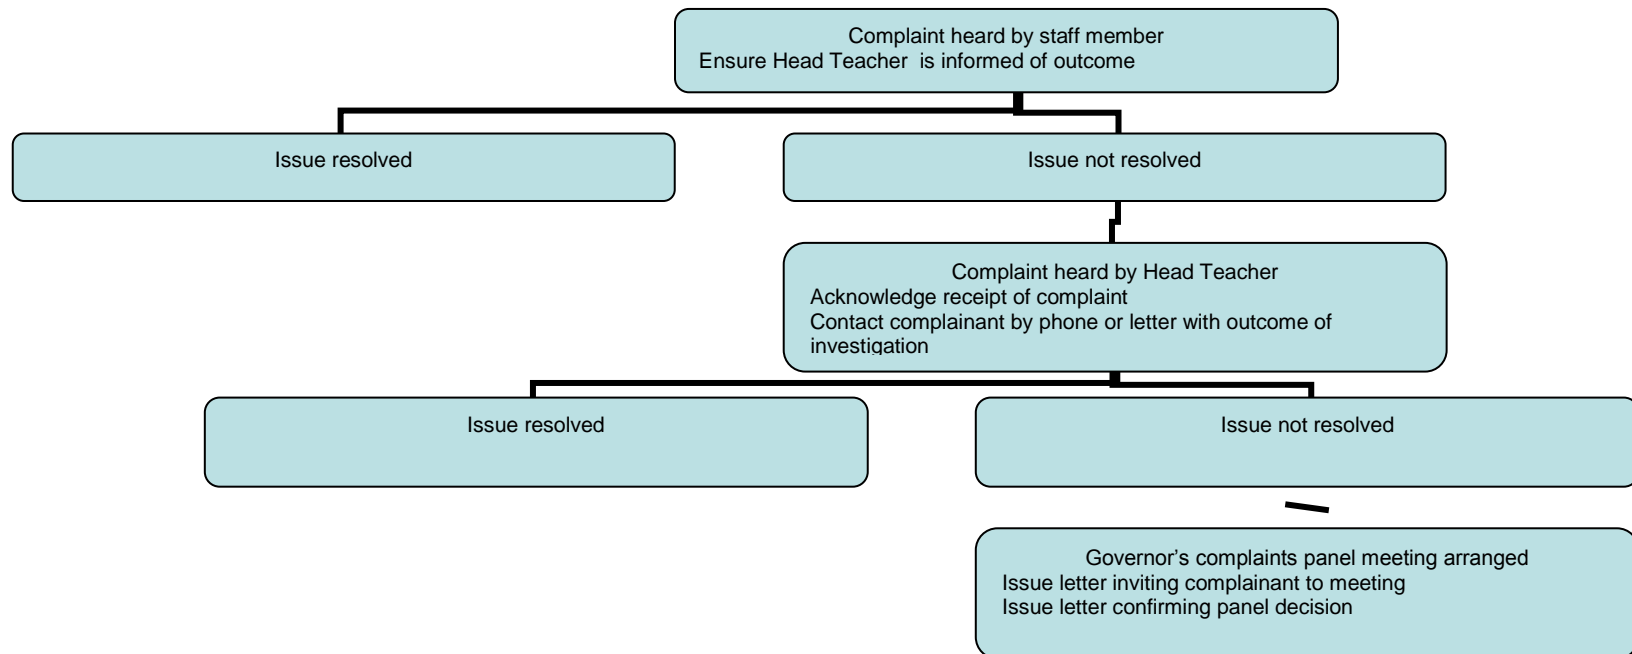 Complaint heard by staff member
Ensure Head Teacher  is informed of outcome
Issue resolved
Issue not resolved
Complaint heard by Head Teacher
Acknowledge receipt of complaint
Contact complainant by phone or letter with outcome of
investigation
Issue resolved
Issue not resolved
Governor’s complaints panel meeting arranged
Issue letter inviting complainant to meeting
Issue letter confirming panel decision